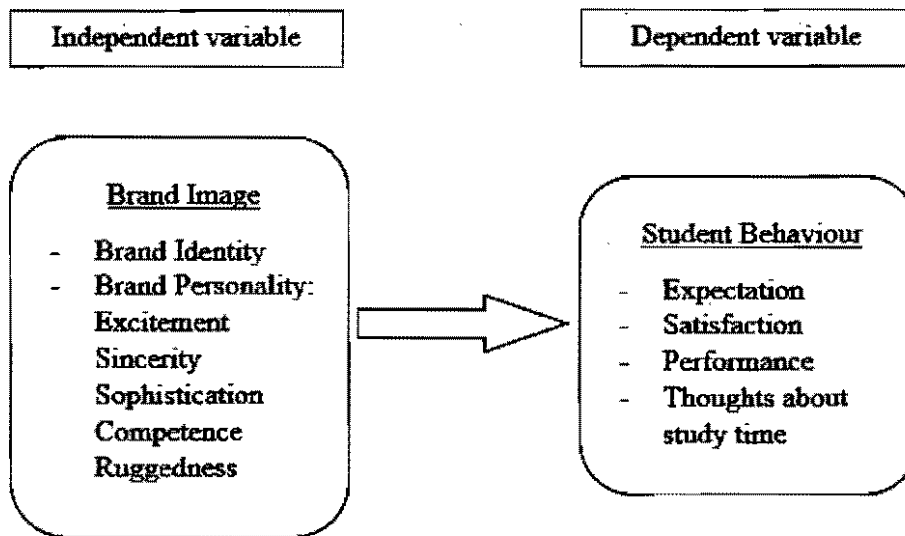 Independent variable
Dependent variable
Brand Image
- Brand Identity
- Brand Personality:
Excitement
Sincerity
Sophistication
Competence
Ruggedness
Student Behaviour
- Expectation
- Satisfaction
- Performance
- Thoughts about
study time